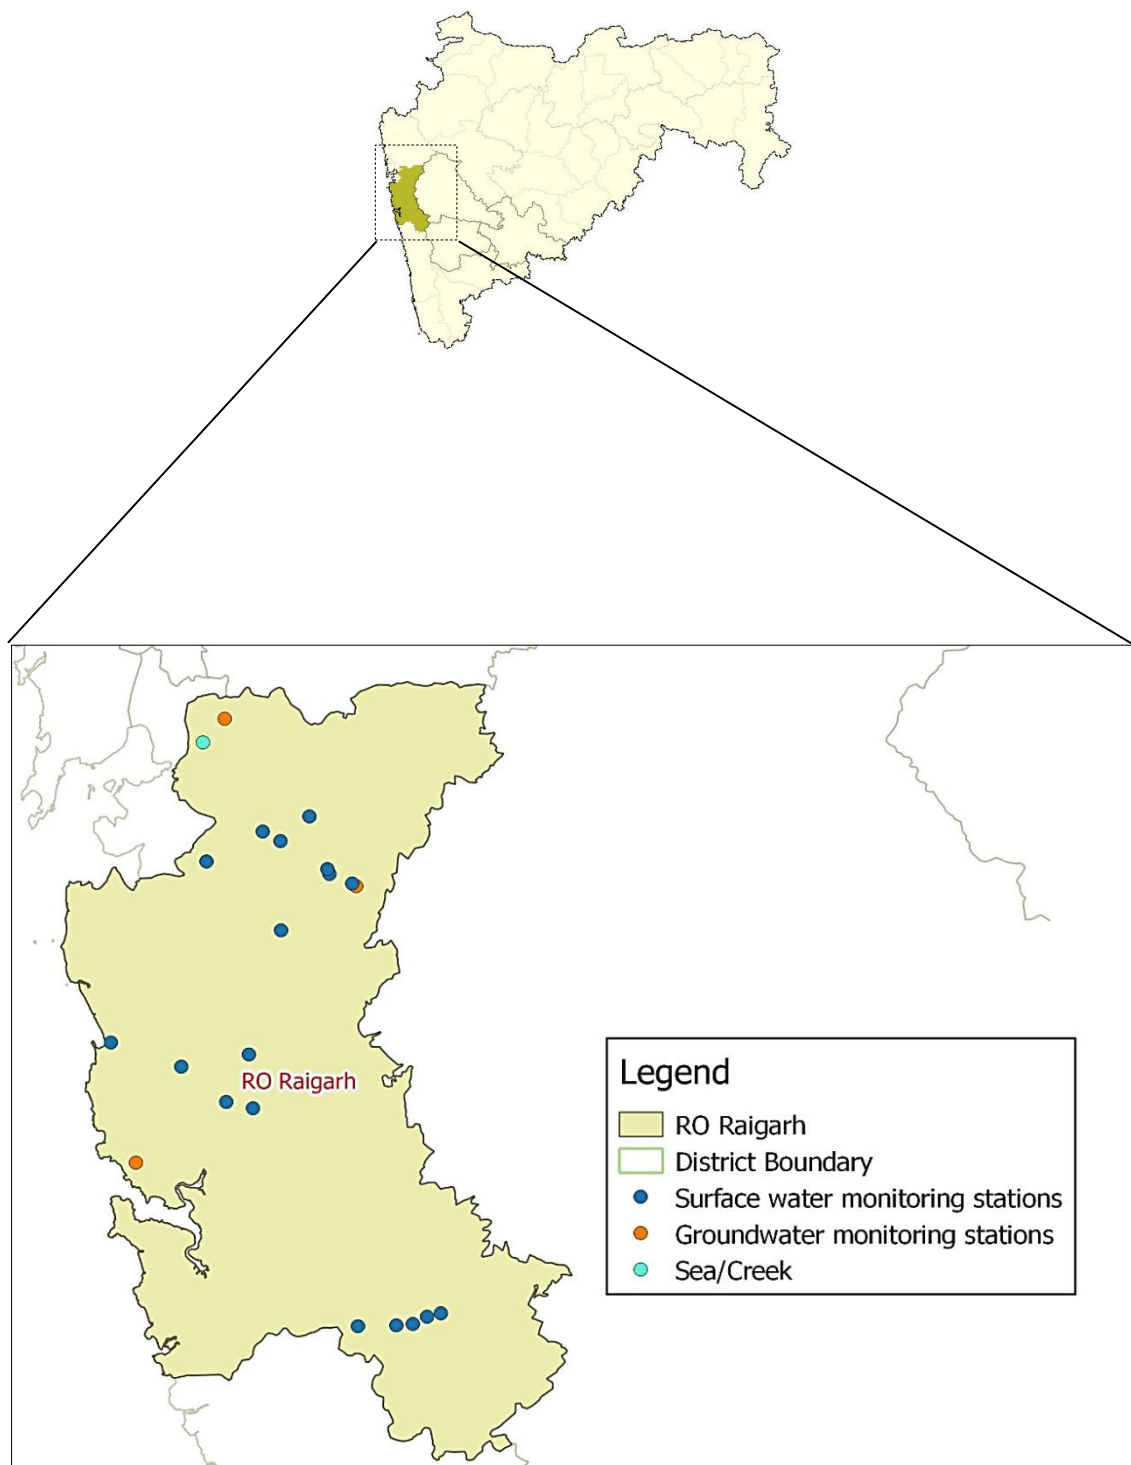 RO Raigarh
Legend
RO Raigarh
District Boundary
Surface water monitoring stations
Groundwater monitoring stations
Sea/Creek